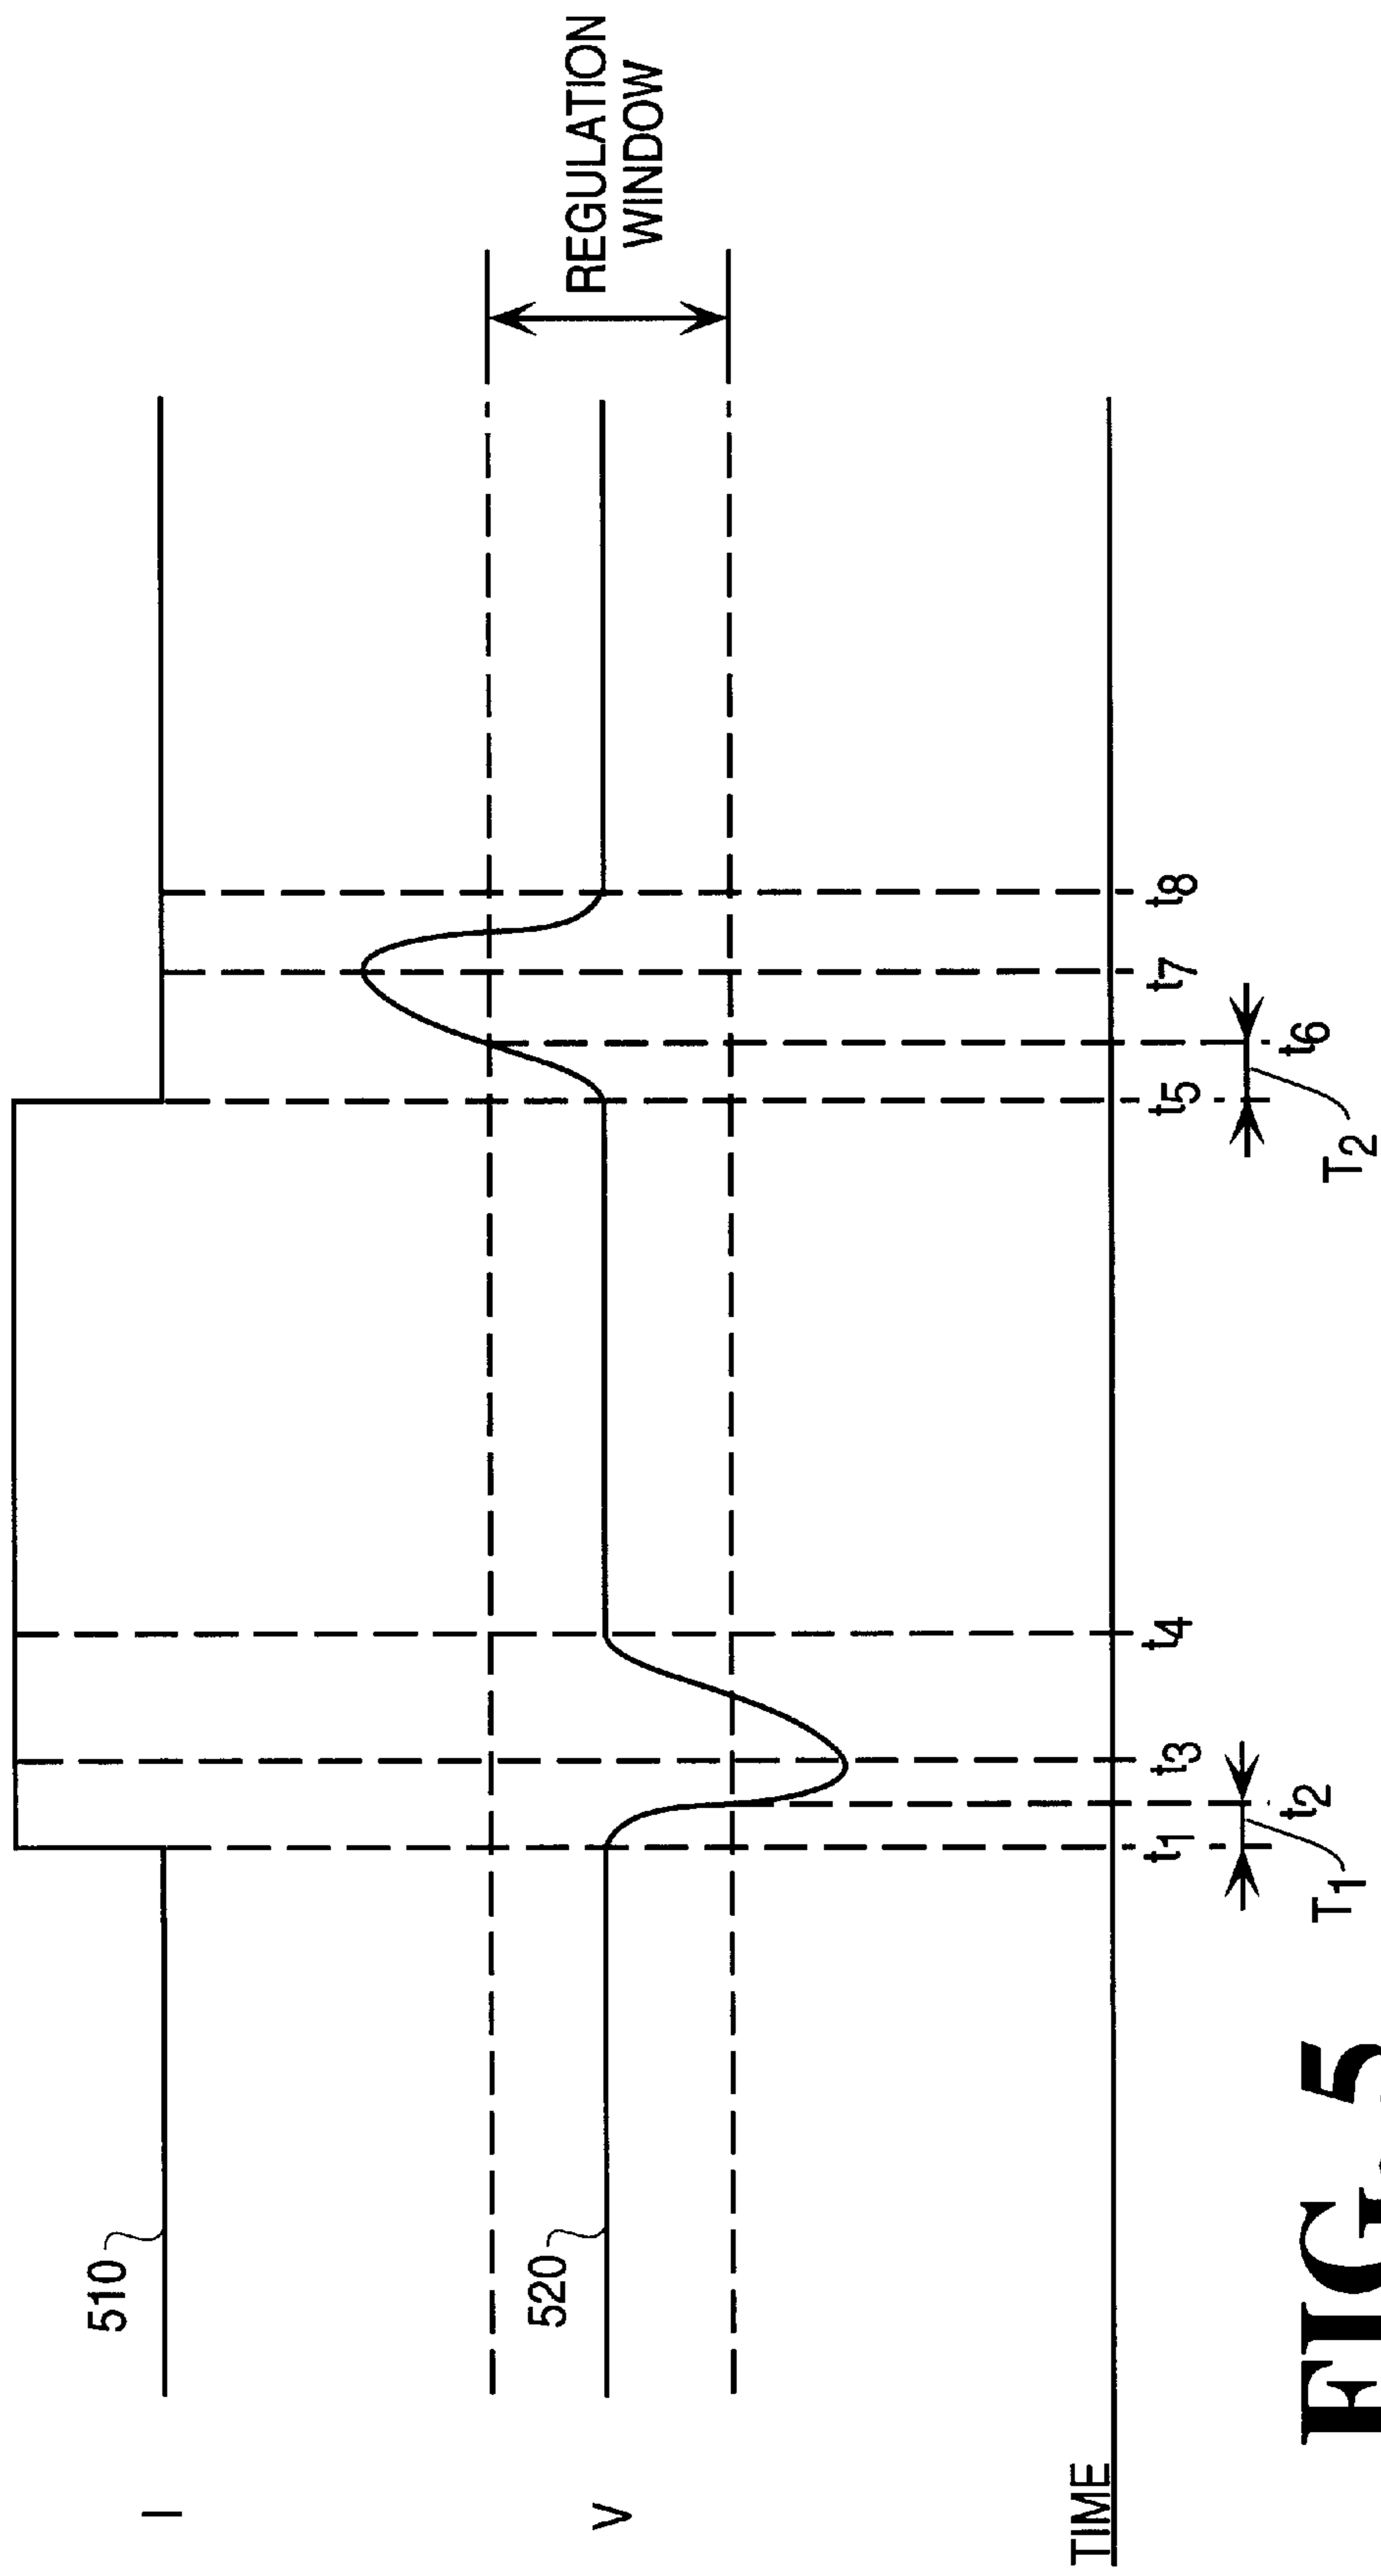 I
510
V
520
REGULATION
WINDOW
TIME
t1
t2
t3
t4
t5
t6
t7
t8
T1
T2
FIG. 5